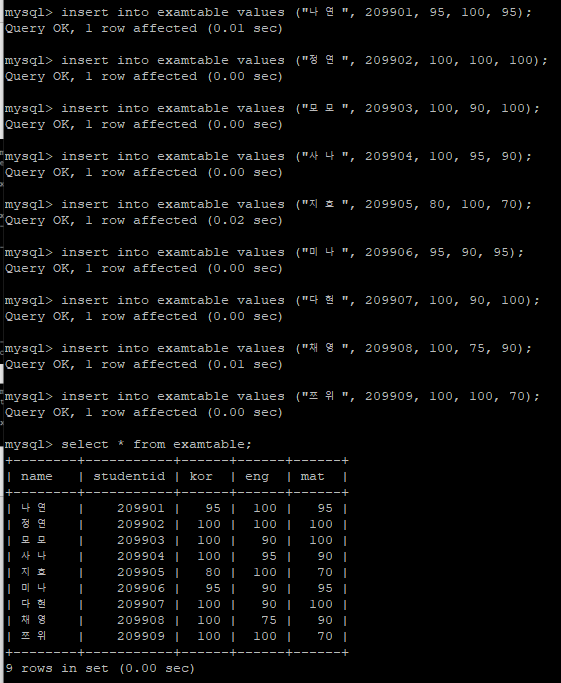 mysql> insert into examtable values ("나연", 209901, 95, 100, 95);
Query OK, 1 row affected (0.01 sec)
mysql> insert into examtable values ("정연", 209902, 100, 100, 100);
Query OK, 1 row affected (0.00 sec)
mysql> insert into examtable values ("모모", 209903, 100, 90, 100);
Query OK, 1 row affected (0.00 sec)
mysql> insert into examtable values ("사나", 209904, 100, 95, 90);
Query OK, 1 row affected (0.00 sec)
mysql> insert into examtable values ("지효", 209905, 80, 100, 70);
Query OK, 1 row affected (0.02 sec)
mysql> insert into examtable values ("미나", 209906, 95, 90, 95);
Query OK, 1 row affected (0.00 sec)
mysql> insert into examtable values ("다현", 209907, 100, 90, 100);
Query OK, 1 row affected (0.00 sec)
mysql> insert into examtable values ("채영", 209908, 100, 75, 90);
Query OK, 1 row affected (0.01 sec)
mysql> insert into examtable values ("쯔위", 209909, 100, 100, 70);
Query OK, 1 row affected (0.00 sec)
mysql> select * from examtable;
+--------+-----------+------+------+------+
| name   | studentid | kor  | eng  | mat  |
+--------+-----------+------+------+------+
| 나연   |    209901 |   95 |  100 |   95 |
| 정연   |    209902 |  100 |  100 |  100 |
| 모모   |    209903 |  100 |   90 |  100 |
| 사나   |    209904 |  100 |   95 |   90 |
| 지효   |    209905 |   80 |  100 |   70 |
| 미나   |    209906 |   95 |   90 |   95 |
| 다현   |    209907 |  100 |   90 |  100 |
| 채영   |    209908 |  100 |   75 |   90 |
| 쯔위   |    209909 |  100 |  100 |   70 |
+--------+-----------+------+------+------+
9 rows in set (0.00 sec)